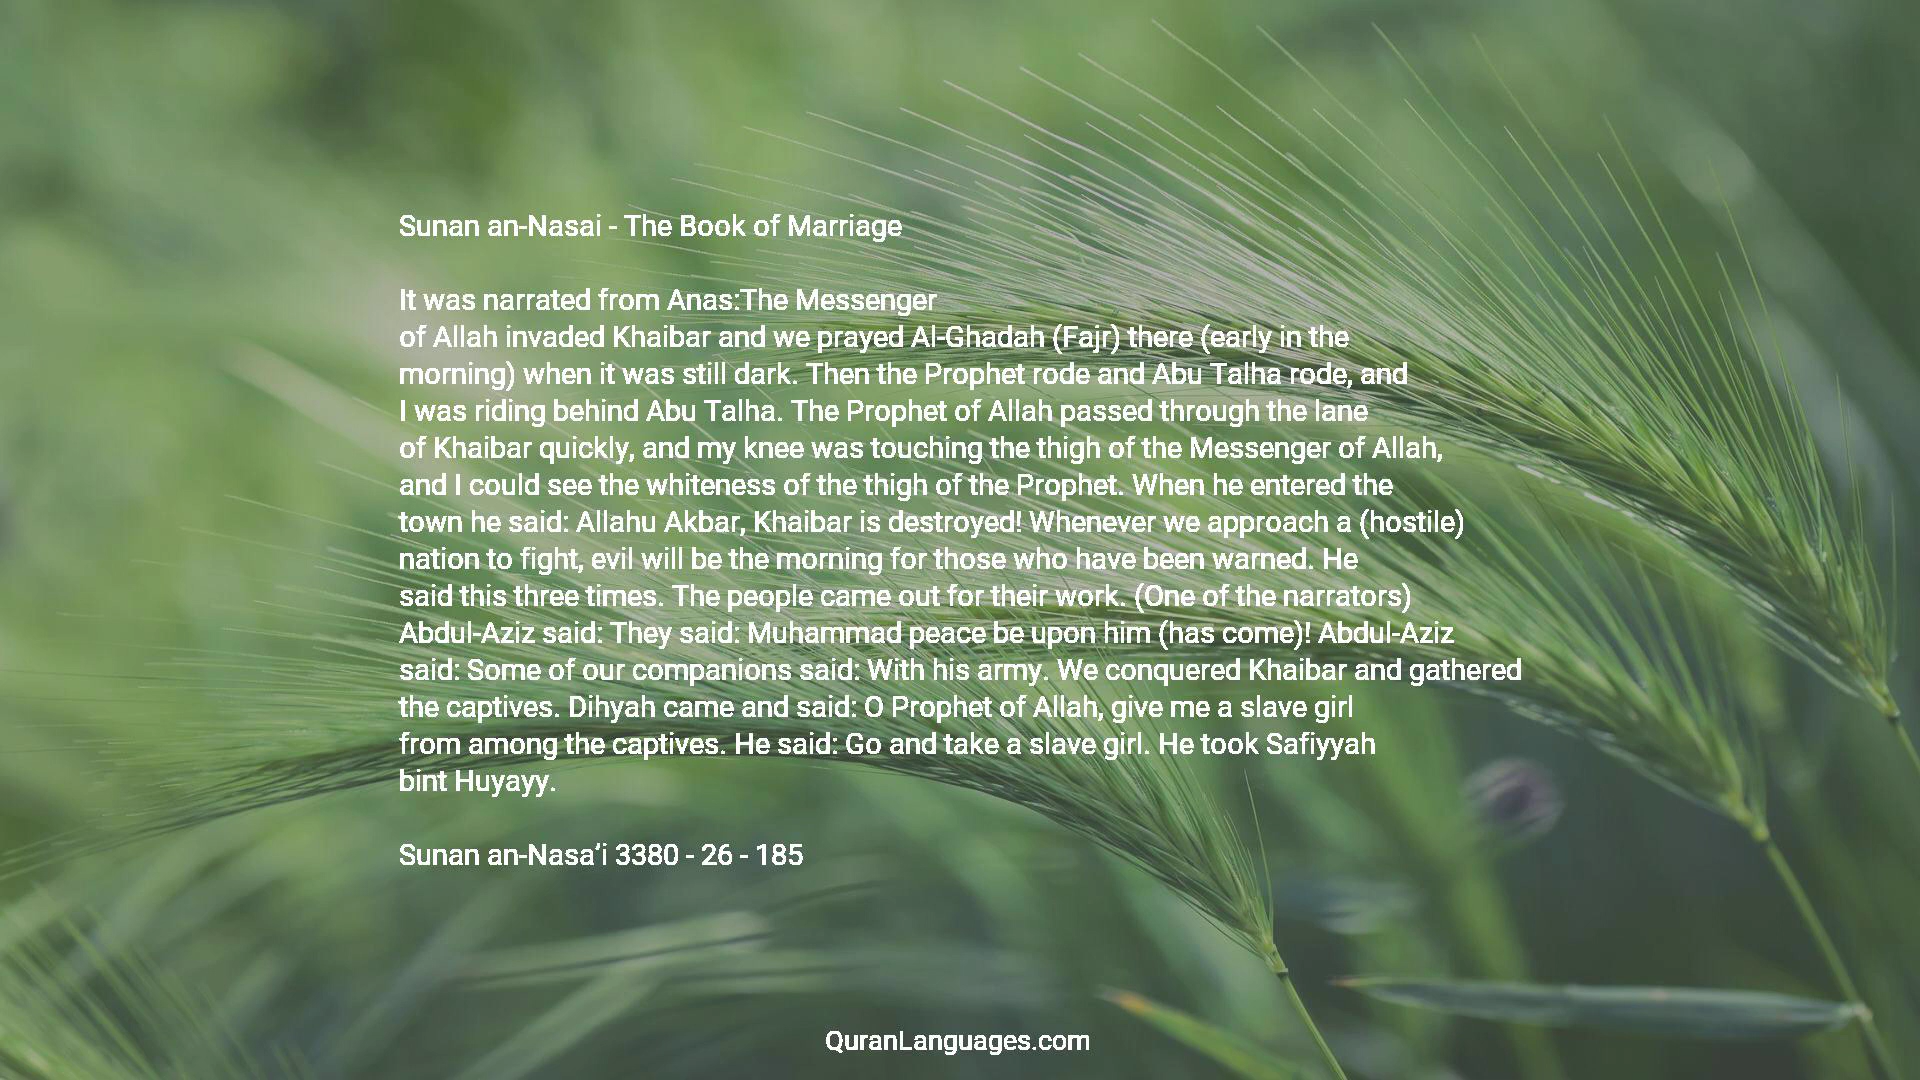 Sunan an-Nasai - The Book of Marriage
It was narrated from Anas:The Messenger
of Allah invaded Khaibar and we prayed Al-Ghadah (Fajr) there (early in the
morning) when it was still dark. Then the Prophet rode and Abu Talha rode, and
I was riding behind Abu Talha. The Prophet of Allah passed through the lane
of Khaibar quickly, and my knee was touching the thigh of the Messenger of Allah,
and I could see the whiteness of the thigh of the Prophet. When he entered the
town he said: Allahu Akbar, Khaibar is destroyed! Whenever we approach a (hostile)
nation to fight, evil will be the morning for those who have been warned. He
said this three times. The people came out for their work. (One of the narrators)
Abdul-Aziz said: They said: Muhammad peace be upon him (has come)! Abdul-Aziz
said: Some of our companions said: With his army. We conquered Khaibar and gathered
the captives. Dihyah came and said: O Prophet of Allah, give me a slave girl
from among the captives. He said: Go and take a slave girl. He took Safiyyah
bint Huyayy.
Sunan an-Nasa’i 3380 - 26 - 185
QuranLanguages.com